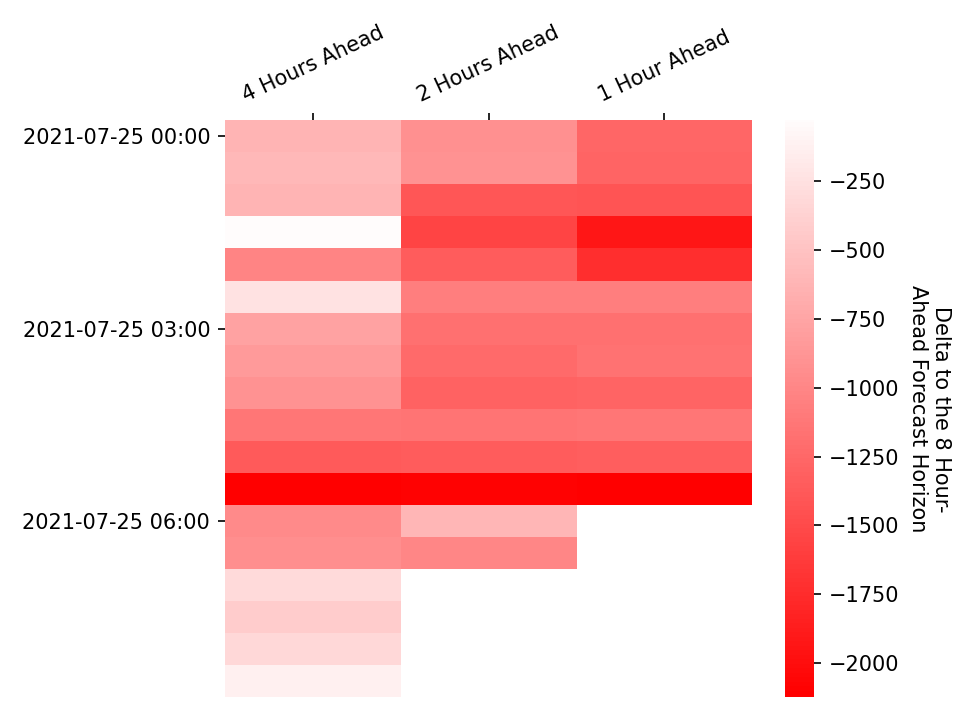 4 Hours Ahead
2 Hours Ahead
1 Hour Ahead
2021-07-25 00:00
2021-07-25 03:00
2021-07-25 06:00
−250
−500
−750
−1000
−1250
−1500
−1750
−2000
Delta to the 8 Hour-
Ahead Forecast Horizon